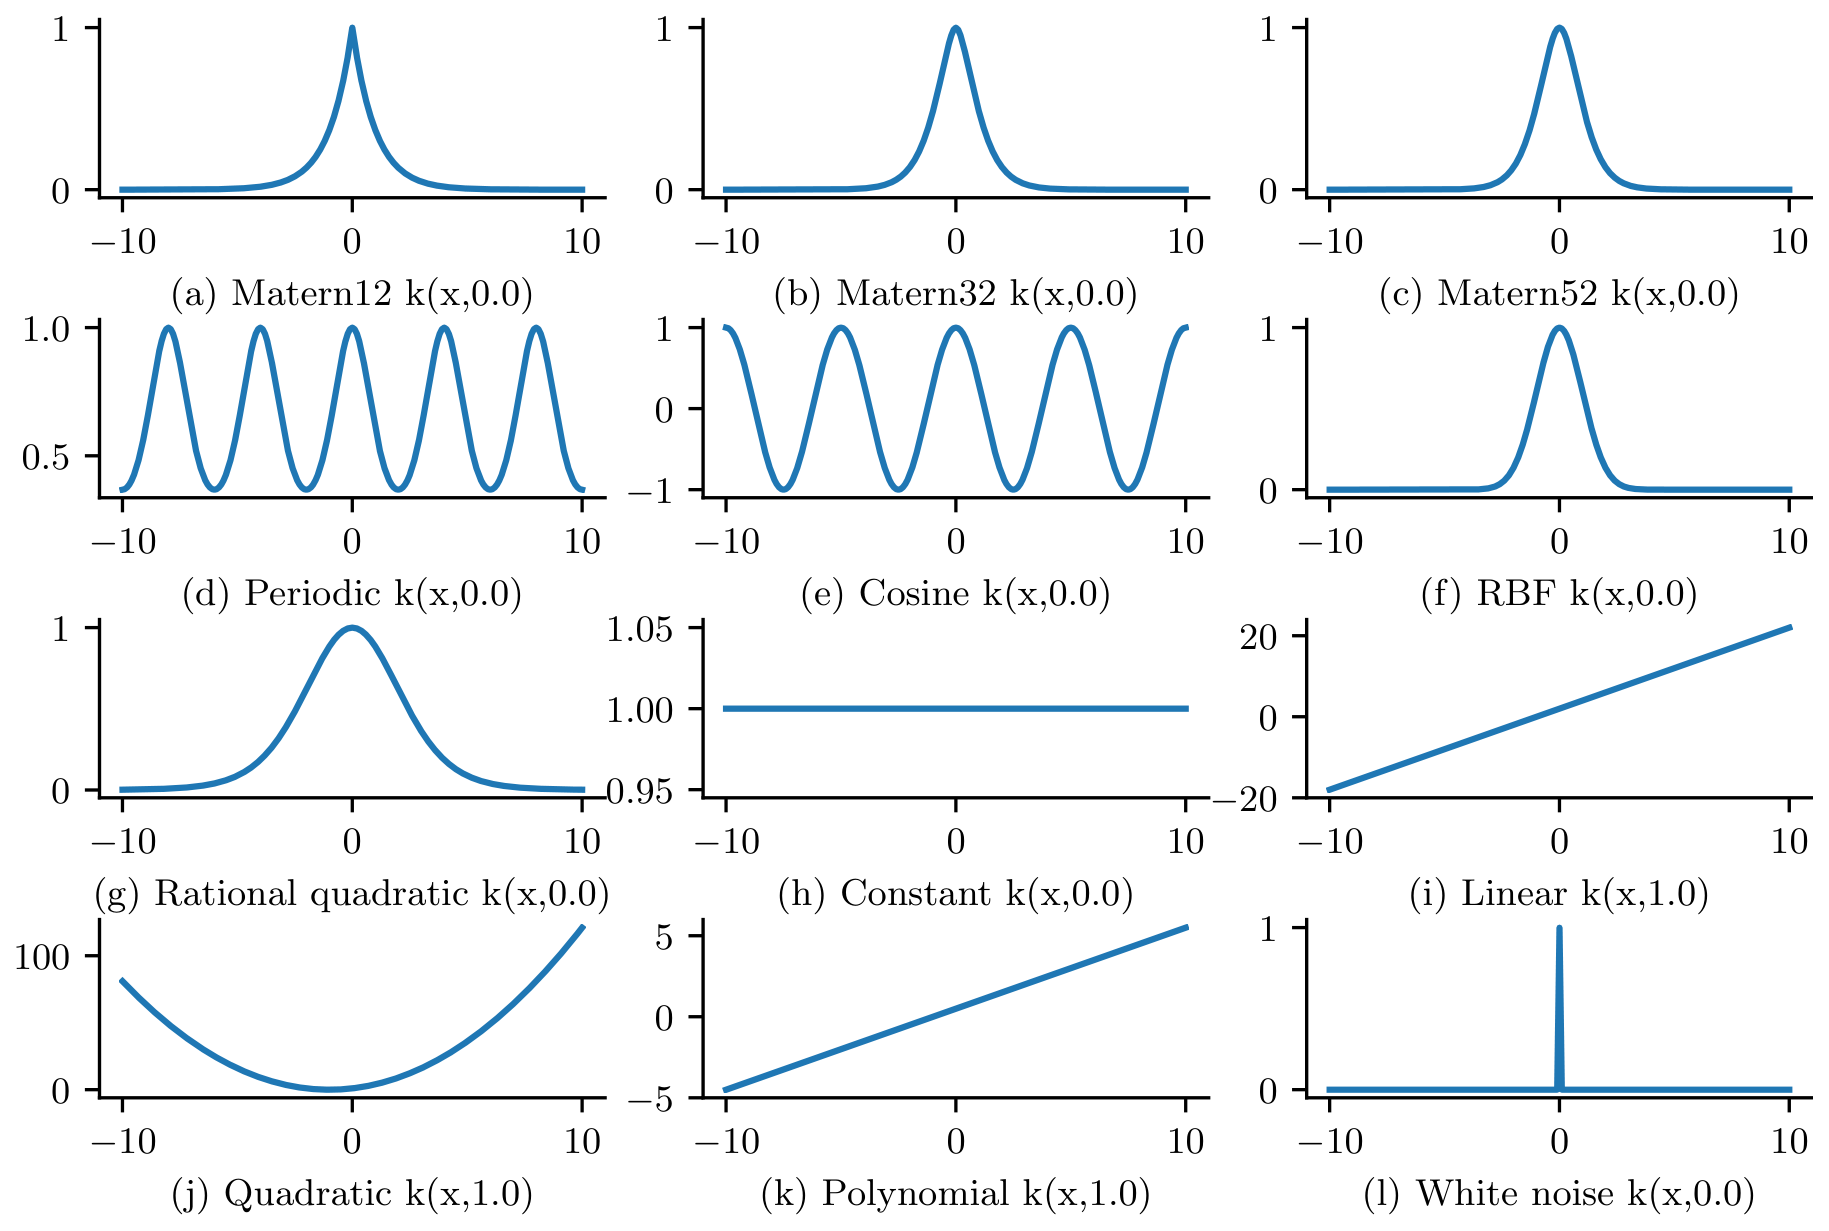 1
0
−10 0 10
(a) Matern12 k(x,0.0)
1
0
−10 0 10
(b) Matern32 k(x,0.0)
1
0
−10 0 10
(c) Matern52 k(x,0.0)
1.0
0.5
−10 0 10
(d) Periodic k(x,0.0)
1
0
−1
−10 0 10
(e) Cosine k(x,0.0)
1
0
−10 0 10
(f) RBF k(x,0.0)
1
0
−10 0 10
(g) Rational quadratic k(x,0.0)
1.05
1.00
0.95
−10 0 10
(h) Constant k(x,0.0)
20
0
−20
−10 0 10
(i) Linear k(x,1.0)
100
0
−10 0 10
(j) Quadratic k(x,1.0)
5
0
−5
−10 0 10
(k) Polynomial k(x,1.0)
1
0
−10 0 10
(l) White noise k(x,0.0)